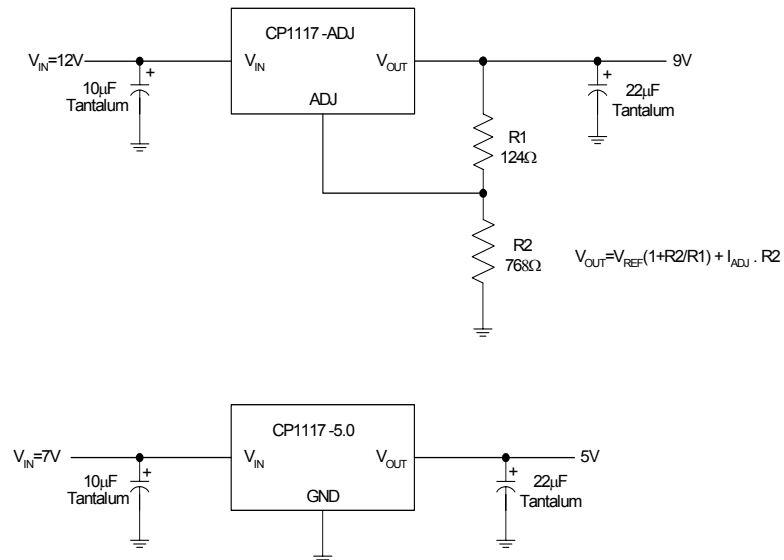 CP1117-ADJ
V_IN=12V
V_IN
V_OUT
9V
10µF
Tantalum
ADJ
22µF
Tantalum
R1
124Ω
R2
768Ω
V_OUT=V_REF(1+R2/R1) + I_ADJ . R2
CP1117-5.0
V_IN=7V
V_IN
V_OUT
5V
10µF
Tantalum
GND
22µF
Tantalum
+
+
+
+